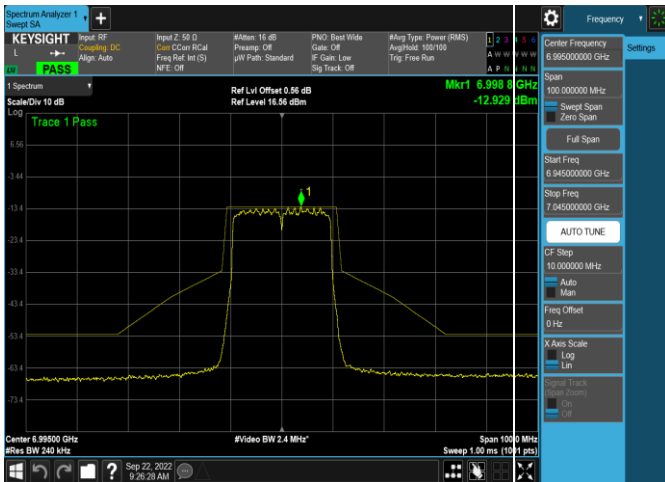 Spectrum Analyzer 1
Swept SA
+
Frequency
KEYSIGHT
L
LV
PASS
Input: RF
Coupling: DC
Align: Auto
Input Z: 50 Ω
Corr CCorr RCal
Freq Ref: Int (S)
NFE: Off
#Atten: 16 dB
Preamp: Off
µW Path: Standard
PNO: Best Wide
Gate: Off
IF Gain: Low
Sig Track: Off
#Avg Type: Power (RMS)
Avg|Hold: 100/100
Trig: Free Run
1 2 3 4 5 6
A W W W W W
A P N N N N
1 Spectrum
Scale/Div 10 dB
Log
Ref Lvl Offset 0.56 dB
Ref Level 16.56 dBm
Mkr1 6.998 8 GHz
-12.929 dBm
Trace 1 Pass
1
6.56
-3.44
-13.4
-23.4
-33.4
-43.4
-53.4
-63.4
-73.4
Center 6.99500 GHz
#Res BW 240 kHz
#Video BW 2.4 MHz*
Span 100.0 MHz
Sweep 1.00 ms (1001 pts)
Sep 22, 2022
9:26:28 AM
?
Settings
Center Frequency
6.995000000 GHz
Span
100.000000 MHz
Swept Span
Zero Span
Full Span
Start Freq
6.945000000 GHz
Stop Freq
7.045000000 GHz
AUTO TUNE
CF Step
10.000000 MHz
Auto
Man
Freq Offset
0 Hz
X Axis Scale
Log
Lin
Signal Track
(Span Zoom)
On
Off